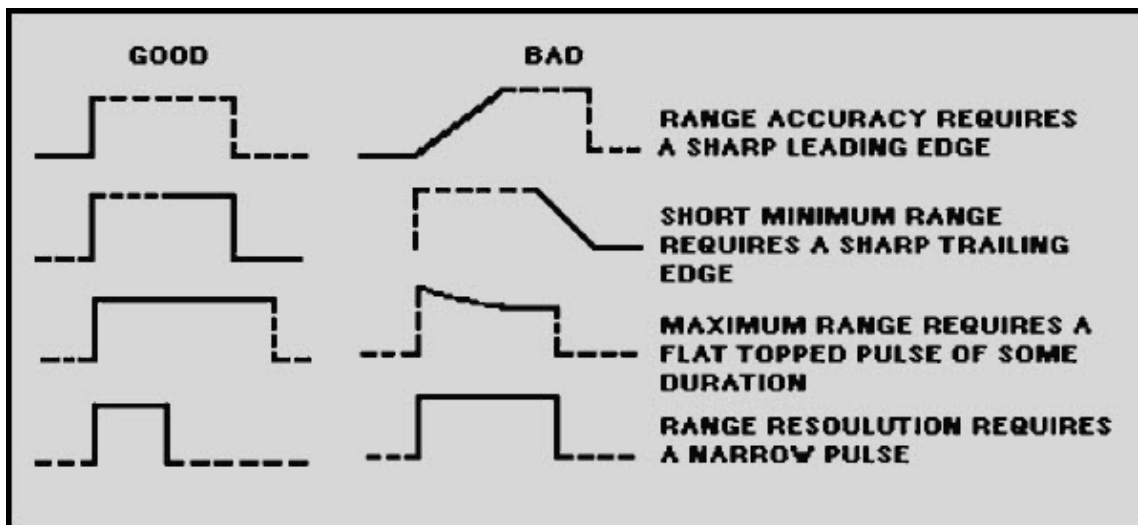 GOOD
BAD
RANGE ACCURACY REQUIRES
A SHARP LEADING EDGE
SHORT MINIMUM RANGE
REQUIRES A SHARP TRAILING
EDGE
MAXIMUM RANGE REQUIRES A
FLAT TOPPED PULSE OF SOME
DURATION
RANGE RESOULUTION REQUIRES
A NARROW PULSE